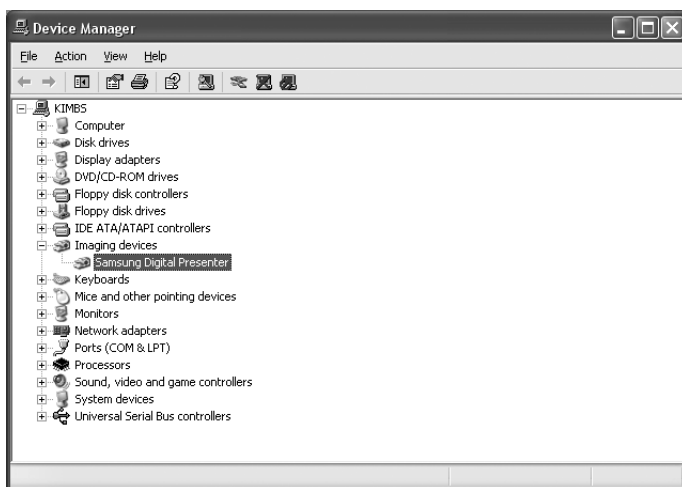 Device Manager
File Action View Help
KIMBS
Computer
Disk drives
Display adapters
DVD/CD-ROM drives
Floppy disk controllers
Floppy disk drives
IDE ATA/ATAPI controllers
Imaging devices
Samsung Digital Presenter
Keyboards
Mice and other pointing devices
Monitors
Network adapters
Ports (COM & LPT)
Processors
Sound, video and game controllers
System devices
Universal Serial Bus controllers